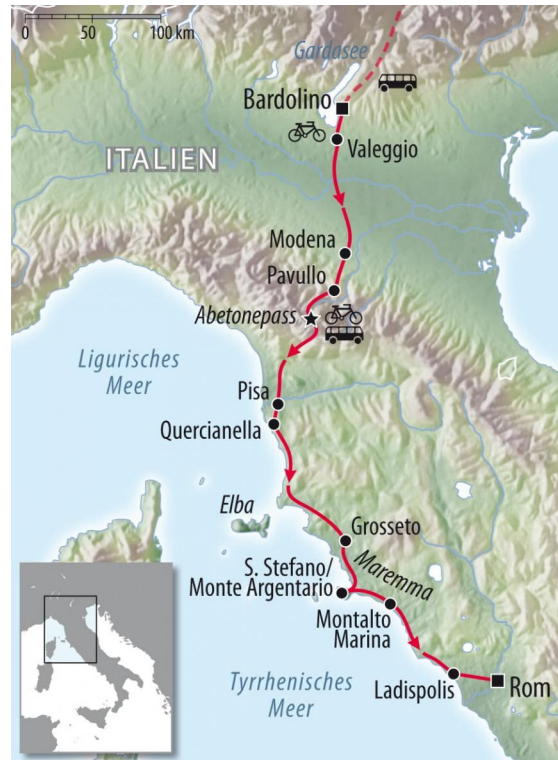 0 50 100 km
Gardasee
Bardolino
ITALIEN
Valeggio
Modena
Pavullo
Abetonepass
Ligurisches
Meer
Pisa
Quercianella
Elba
Grosseto
S. Stefano/
Monte Argentario
Maremma
Montalto
Marina
Tyrrhenisches
Meer
Ladispolis
Rom